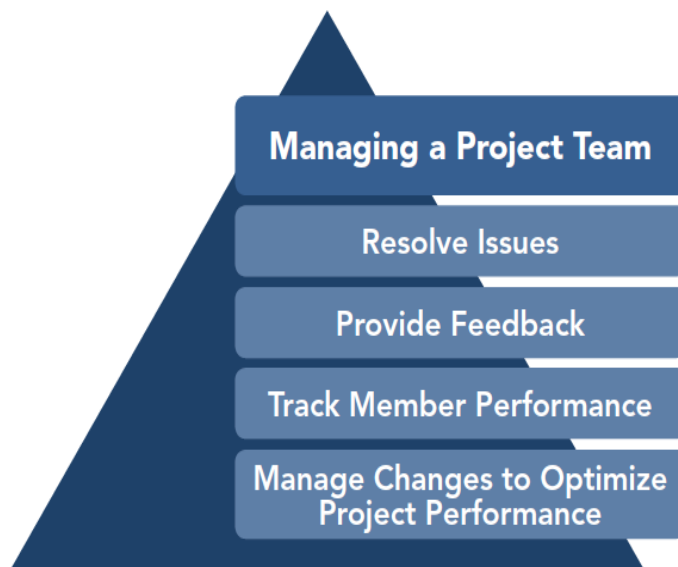 Managing a Project Team
Resolve Issues
Provide Feedback
Track Member Performance
Manage Changes to Optimize
Project Performance